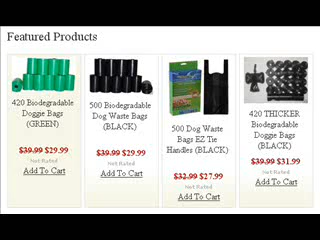 Featured Products
420 Biodegradable
Doggie Bags
(GREEN)
$39.99 $29.99
Not Rated
Add To Cart
500 Biodegradable
Dog Waste Bags
(BLACK)
$39.99 $29.99
Not Rated
Add To Cart
500 Dog Waste
Bags EZ Tie
Handles (BLACK)
$32.99 $27.99
Not Rated
Add To Cart
420 THICKER
Biodegradable
Doggie Bags
(BLACK)
$39.99 $31.99
Not Rated
Add To Cart